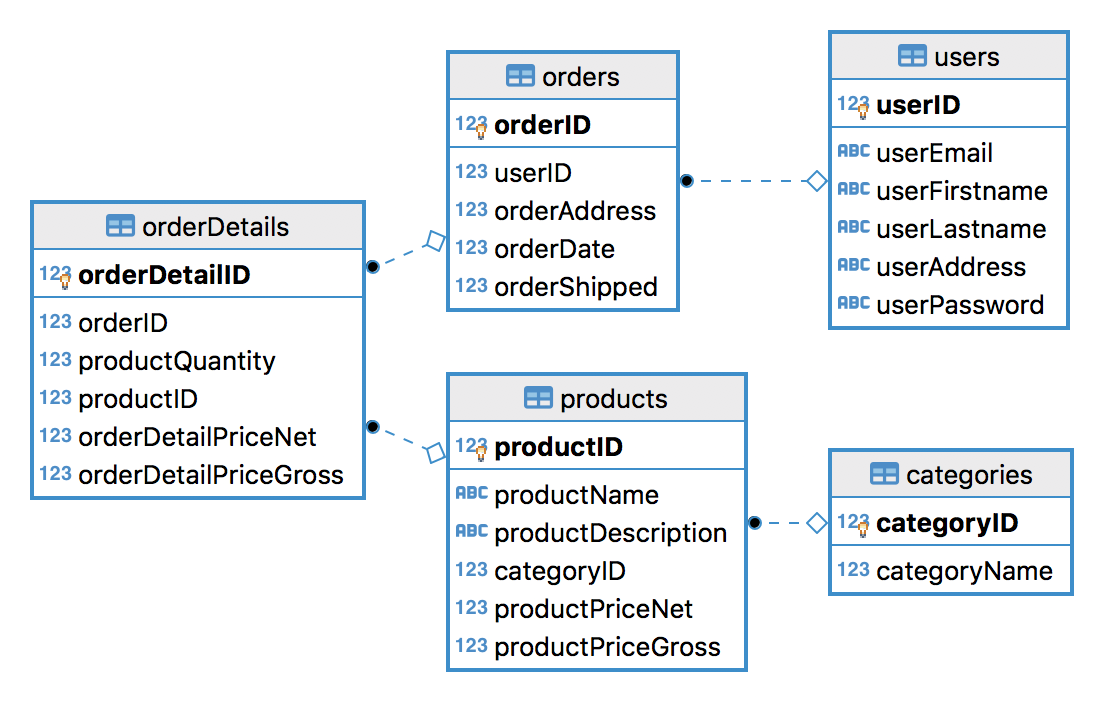 orders
123 orderID
123 userID
123 orderAddress
123 orderDate
123 orderShipped
users
123 userID
ABC userEmail
ABC userFirstname
ABC userLastname
ABC userAddress
ABC userPassword
orderDetails
123 orderDetailID
123 orderID
123 productQuantity
123 productID
123 orderDetailPriceNet
123 orderDetailPriceGross
products
123 productID
ABC productName
ABC productDescription
123 categoryID
123 productPriceNet
123 productPriceGross
categories
123 categoryID
123 categoryName